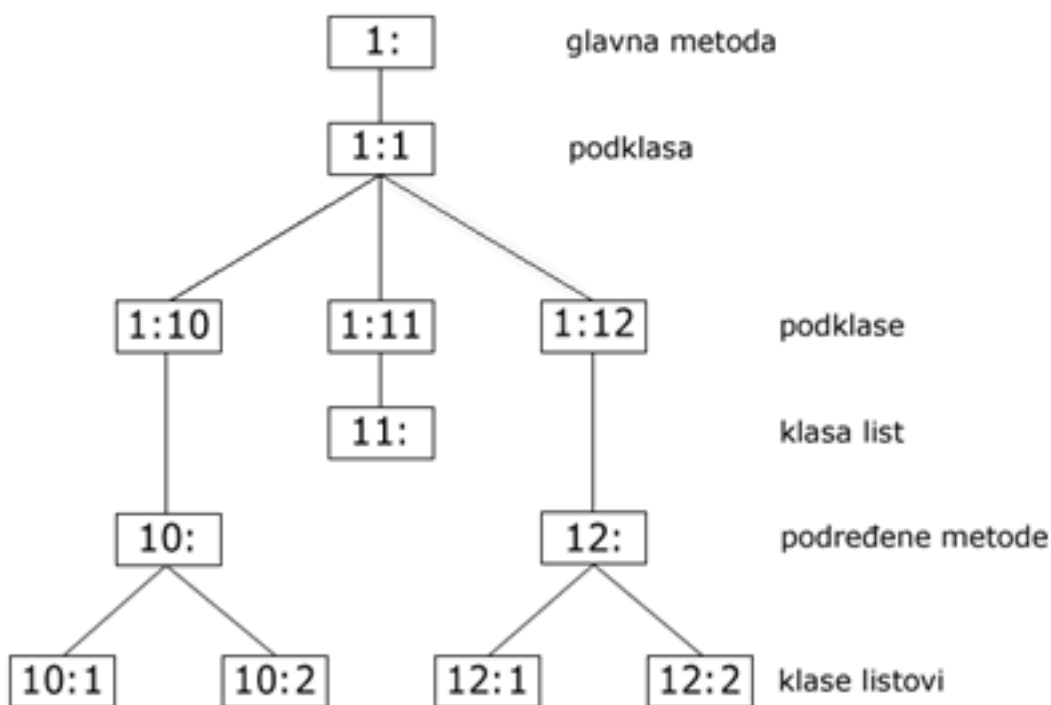 1: glavna metoda
1:1 podklasa
1:10 1:11 1:12 podklase
11: klasa list
10: 12: podređene metode
10:1 10:2 12:1 12:2 klase listovi